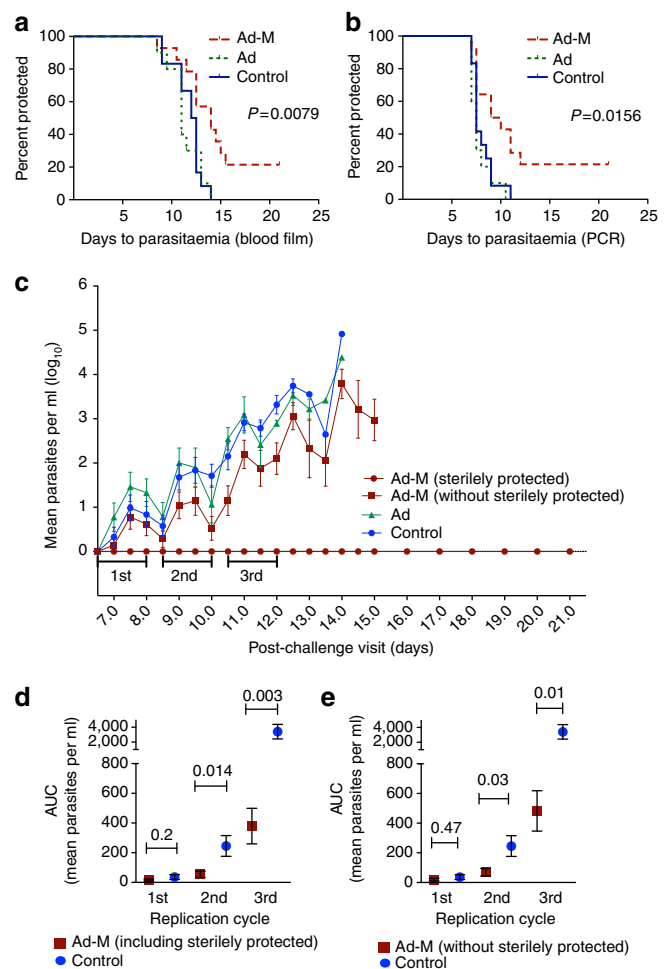 a
Percent protected
100
80
60
40
20
0
5 10 15 20 25
Days to parasitaemia (blood film)
Ad-M
Ad
Control
P=0.0079
b
Percent protected
100
80
60
40
20
0
5 10 15 20 25
Days to parasitaemia (PCR)
Ad-M
Ad
Control
P=0.0156
c
Mean parasites per ml (log10)
6
5
4
3
2
1
0
Ad-M (sterilely protected)
Ad-M (without sterilely protected)
Ad
Control
1st 2nd 3rd
7.0 8.0 9.0 10.0 11.0 12.0 13.0 14.0 15.0 16.0 17.0 18.0 19.0 20.0 21.0
Post-challenge visit (days)
d
AUC
(mean parasites per ml)
4,000
2,000
800
600
400
200
0
0.2
0.014
0.003
1st 2nd 3rd
Replication cycle
Ad-M (including sterilely protected)
Control
e
AUC
(mean parasites per ml)
4,000
2,000
800
600
400
200
0
0.47
0.03
0.01
1st 2nd 3rd
Replication cycle
Ad-M (without sterilely protected)
Control